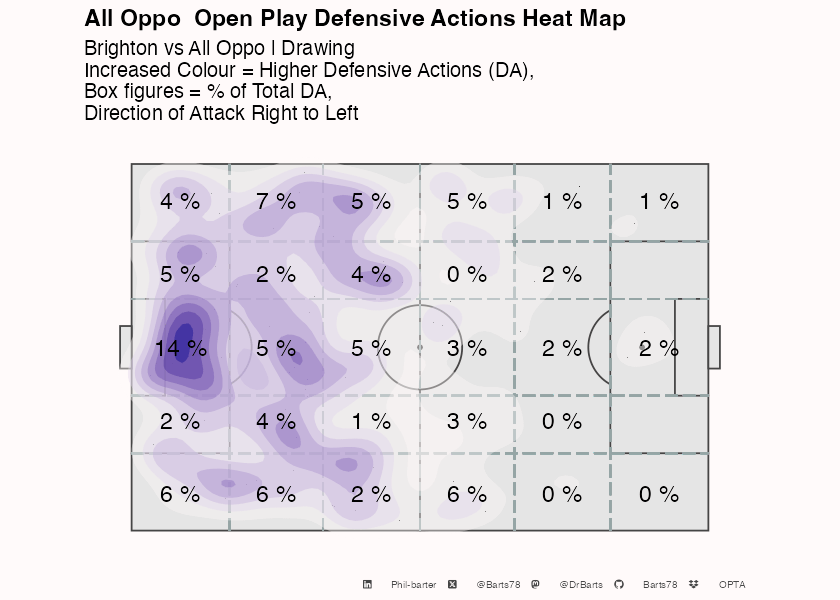 All Oppo  Open Play Defensive Actions Heat Map
Brighton vs All Oppo | Drawing
Increased Colour = Higher Defensive Actions (DA),
Box figures = % of Total DA,
Direction of Attack Right to Left
4 % 7 % 5 % 5 % 1 % 1 %
5 % 2 % 4 % 0 % 2 %
14 % 5 % 5 % 3 % 2 % 2 %
2 % 4 % 1 % 3 % 0 %
6 % 6 % 2 % 6 % 0 % 0 %
Phil-barter @Barts78 @DrBarts Barts78 OPTA